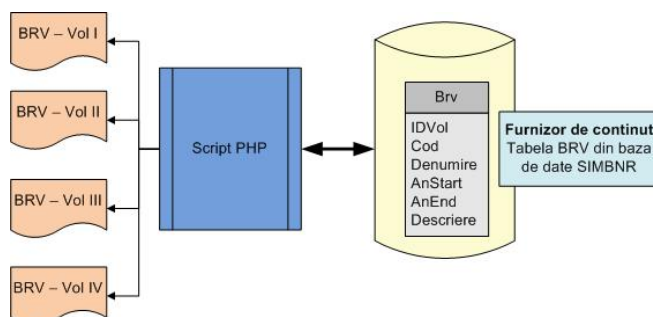 BRV – Vol I
BRV – Vol II
BRV – Vol III
BRV – Vol IV
Script PHP
Brv
IDVol
Cod
Denumire
AnStart
AnEnd
Descriere
Furnizor de continut
Tabela BRV din baza
de date SIMBNR